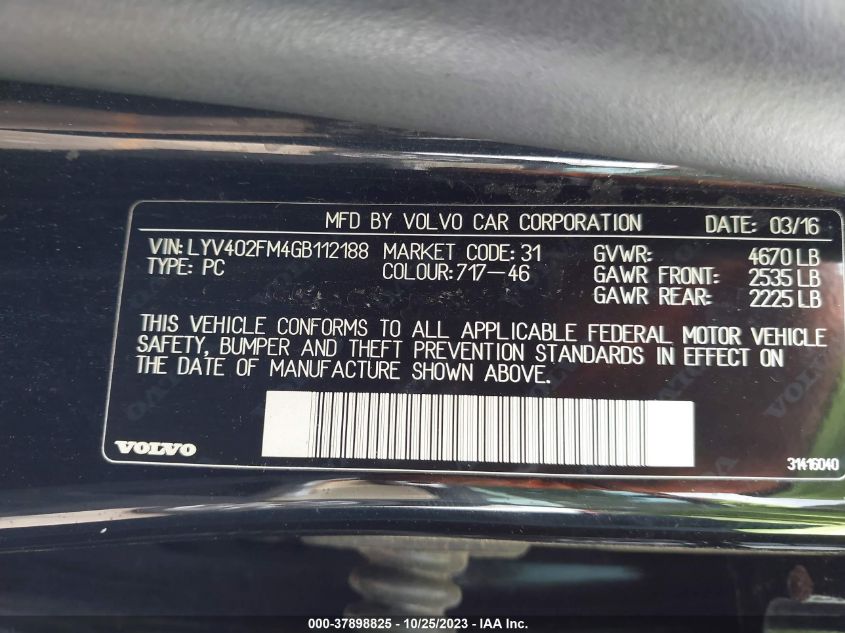 MFD BY VOLVO CAR CORPORATION DATE: 03/16
VIN: LYV402FM4GB112188 MARKET CODE: 31 GVWR: 4670 LB
TYPE: PC COLOUR: 717-46 GAWR FRONT: 2535 LB
GAWR REAR: 2225 LB
THIS VEHICLE CONFORMS TO ALL APPLICABLE FEDERAL MOTOR VEHICLE
SAFETY, BUMPER AND THEFT PREVENTION STANDARDS IN EFFECT ON
THE DATE OF MANUFACTURE SHOWN ABOVE.
VOLVO
31416040
000-37898825 - 10/25/2023 - IAA Inc.